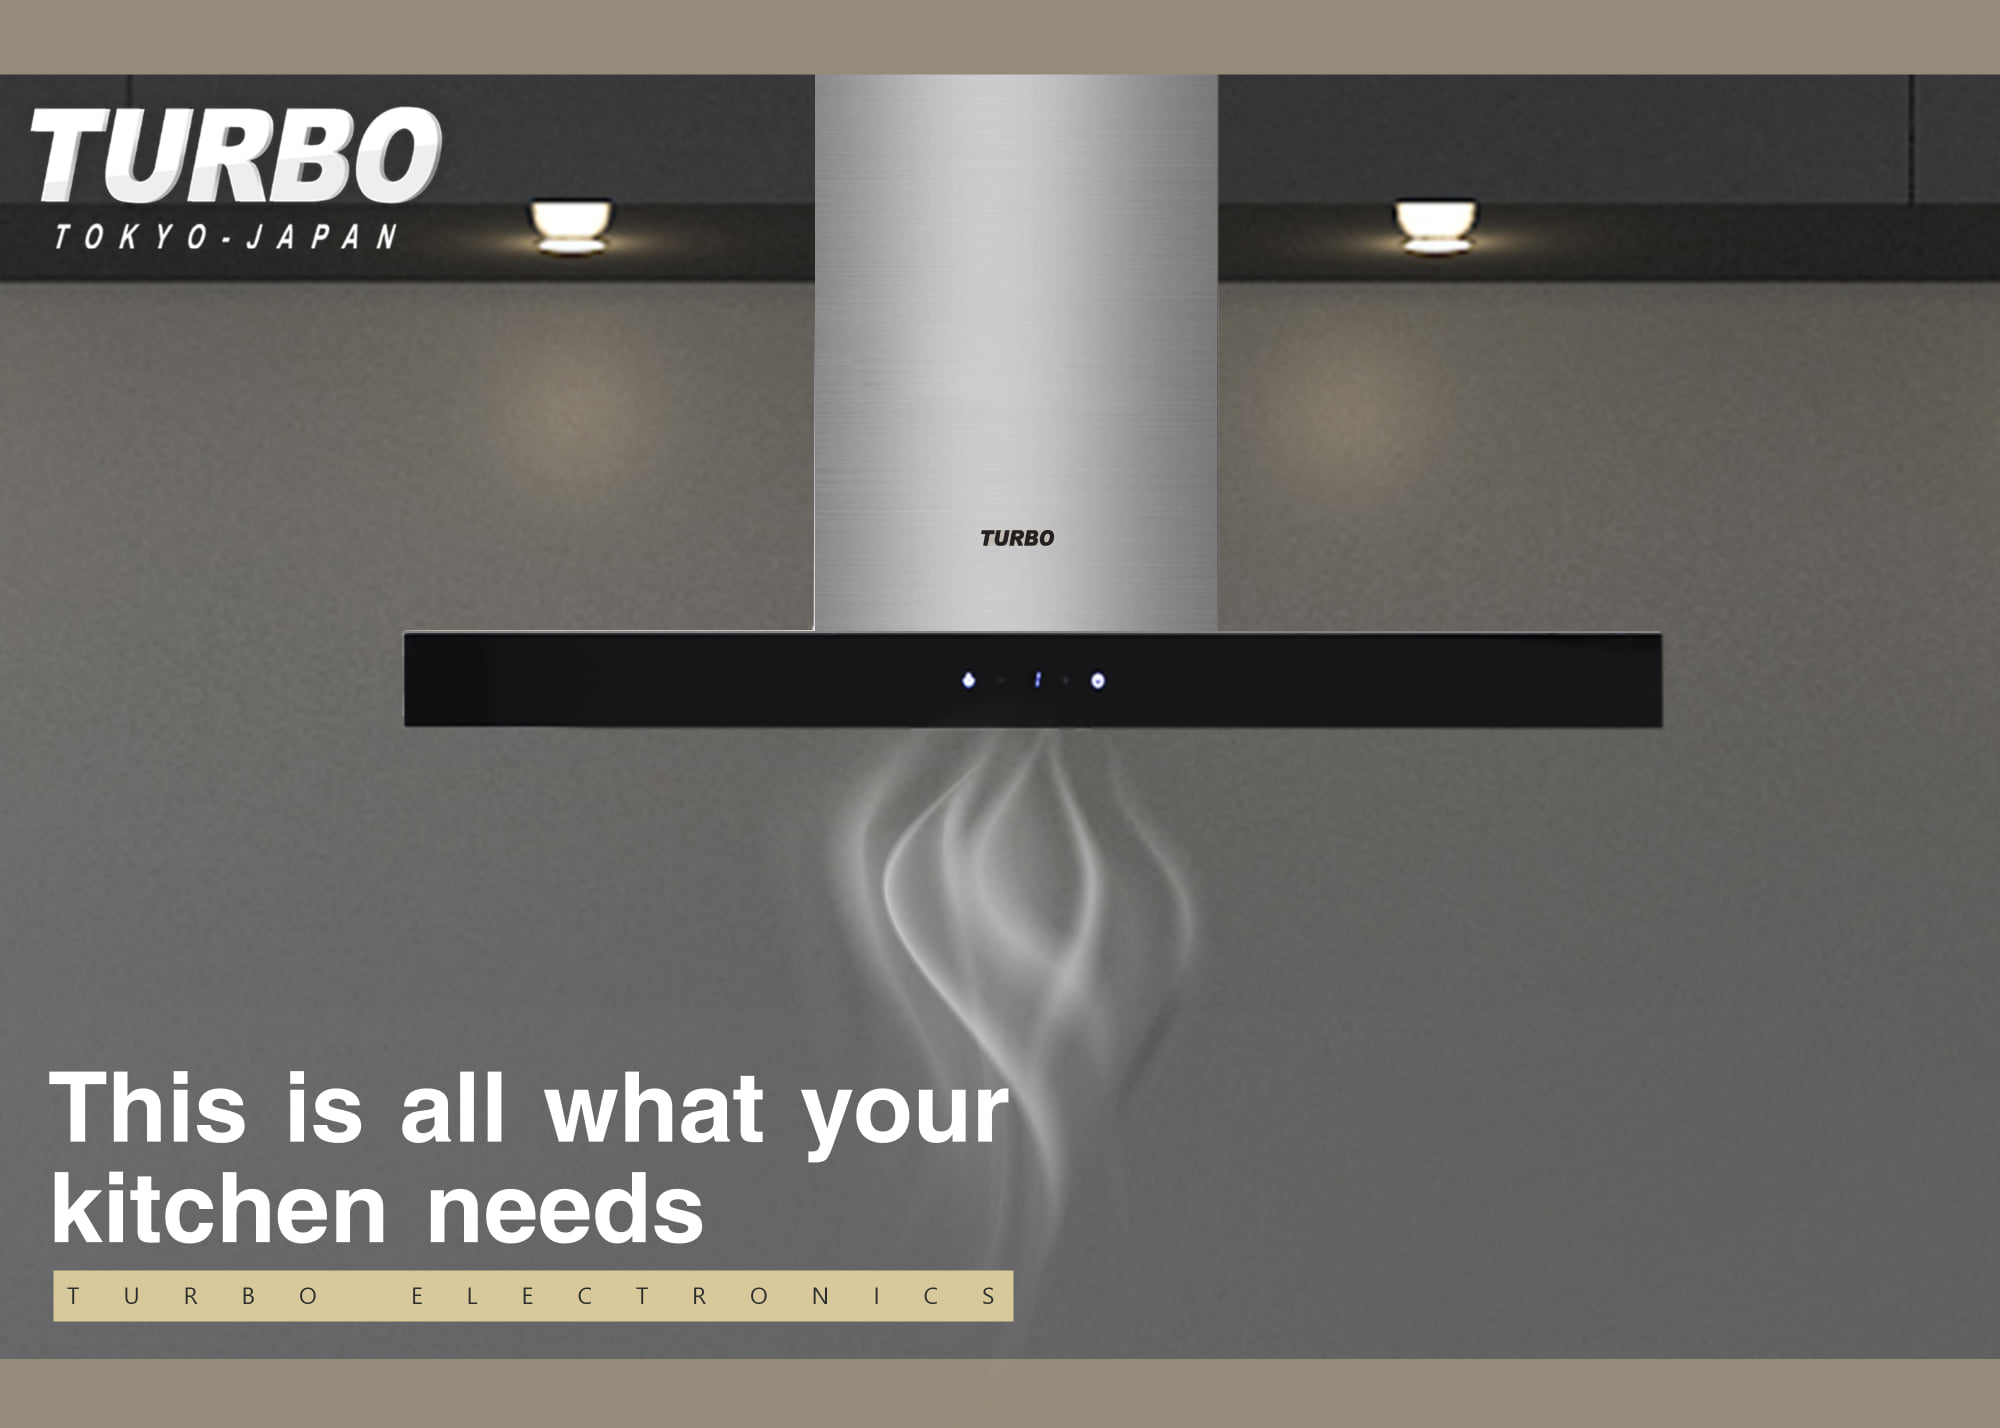 TURBO
TOKYO-JAPAN
TURBO
This is all what your
kitchen needs
TURBO ELECTRONICS